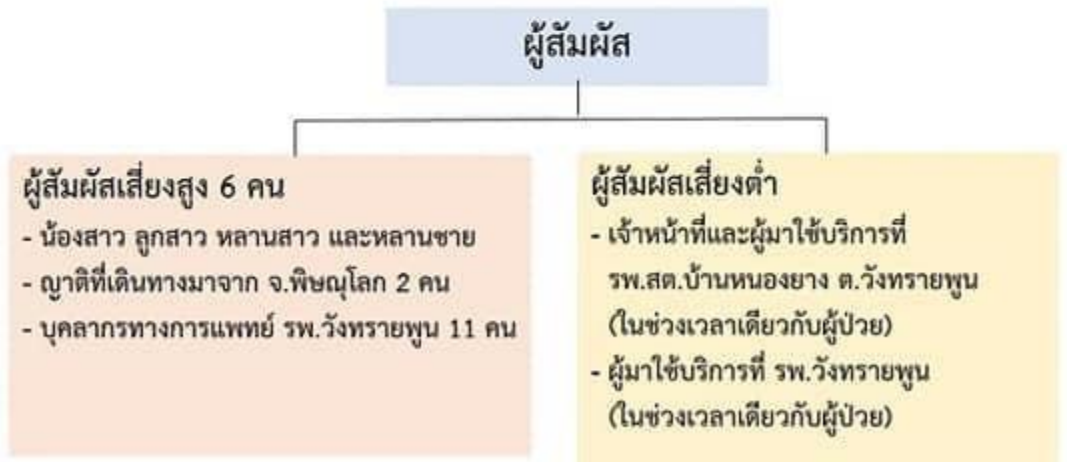 ผู้สัมผัส
ผู้สัมผัสเสี่ยงสูง 6 คน
- น้องสาว ลูกสาว หลานสาว และหลานชาย
- ญาติที่เดินทางมาจาก จ.พิษณุโลก 2 คน
- บุคลากรทางการแพทย์ รพ.วังทรายพูน 11 คน
ผู้สัมผัสเสี่ยงต่ำ
- เจ้าหน้าที่และผู้มาใช้บริการที่
รพ.สต.บ้านหนองยาง ต.วังทรายพูน
(ในช่วงเวลาเดียวกับผู้ป่วย)
- ผู้มาใช้บริการที่ รพ.วังทรายพูน
(ในช่วงเวลาเดียวกับผู้ป่วย)